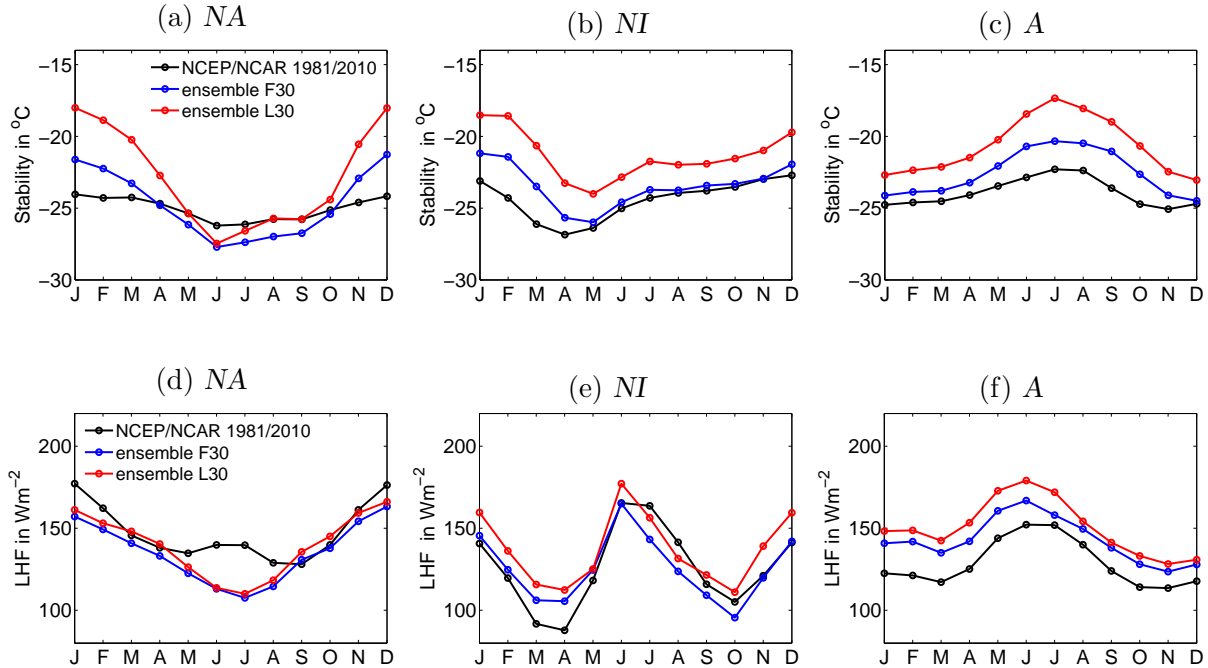 (a) NA
(b) NI
(c) A
Stability in °C
−15
−20
−25
−30
NCEP/NCAR 1981/2010
ensemble F30
ensemble L30
J F M A M J J A S O N D
Stability in °C
−15
−20
−25
−30
J F M A M J J A S O N D
Stability in °C
−15
−20
−25
−30
J F M A M J J A S O N D
(d) NA
(e) NI
(f) A
LHF in Wm⁻²
200
150
100
NCEP/NCAR 1981/2010
ensemble F30
ensemble L30
J F M A M J J A S O N D
LHF in Wm⁻²
200
150
100
J F M A M J J A S O N D
LHF in Wm⁻²
200
150
100
J F M A M J J A S O N D